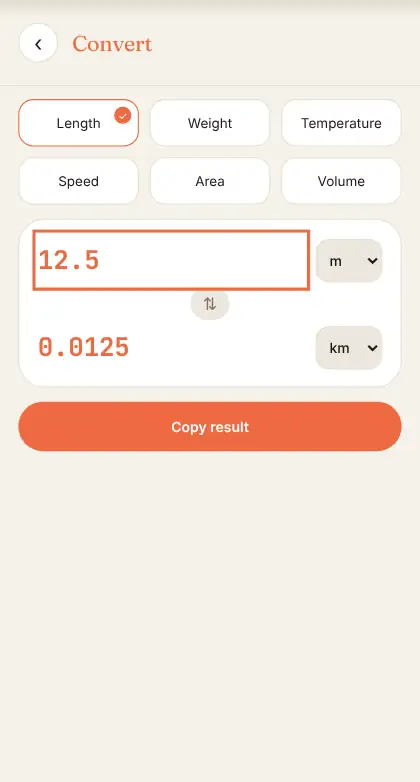 Convert
Length
Weight
Temperature
Speed
Area
Volume
12.5
m
0.0125
km
Copy result